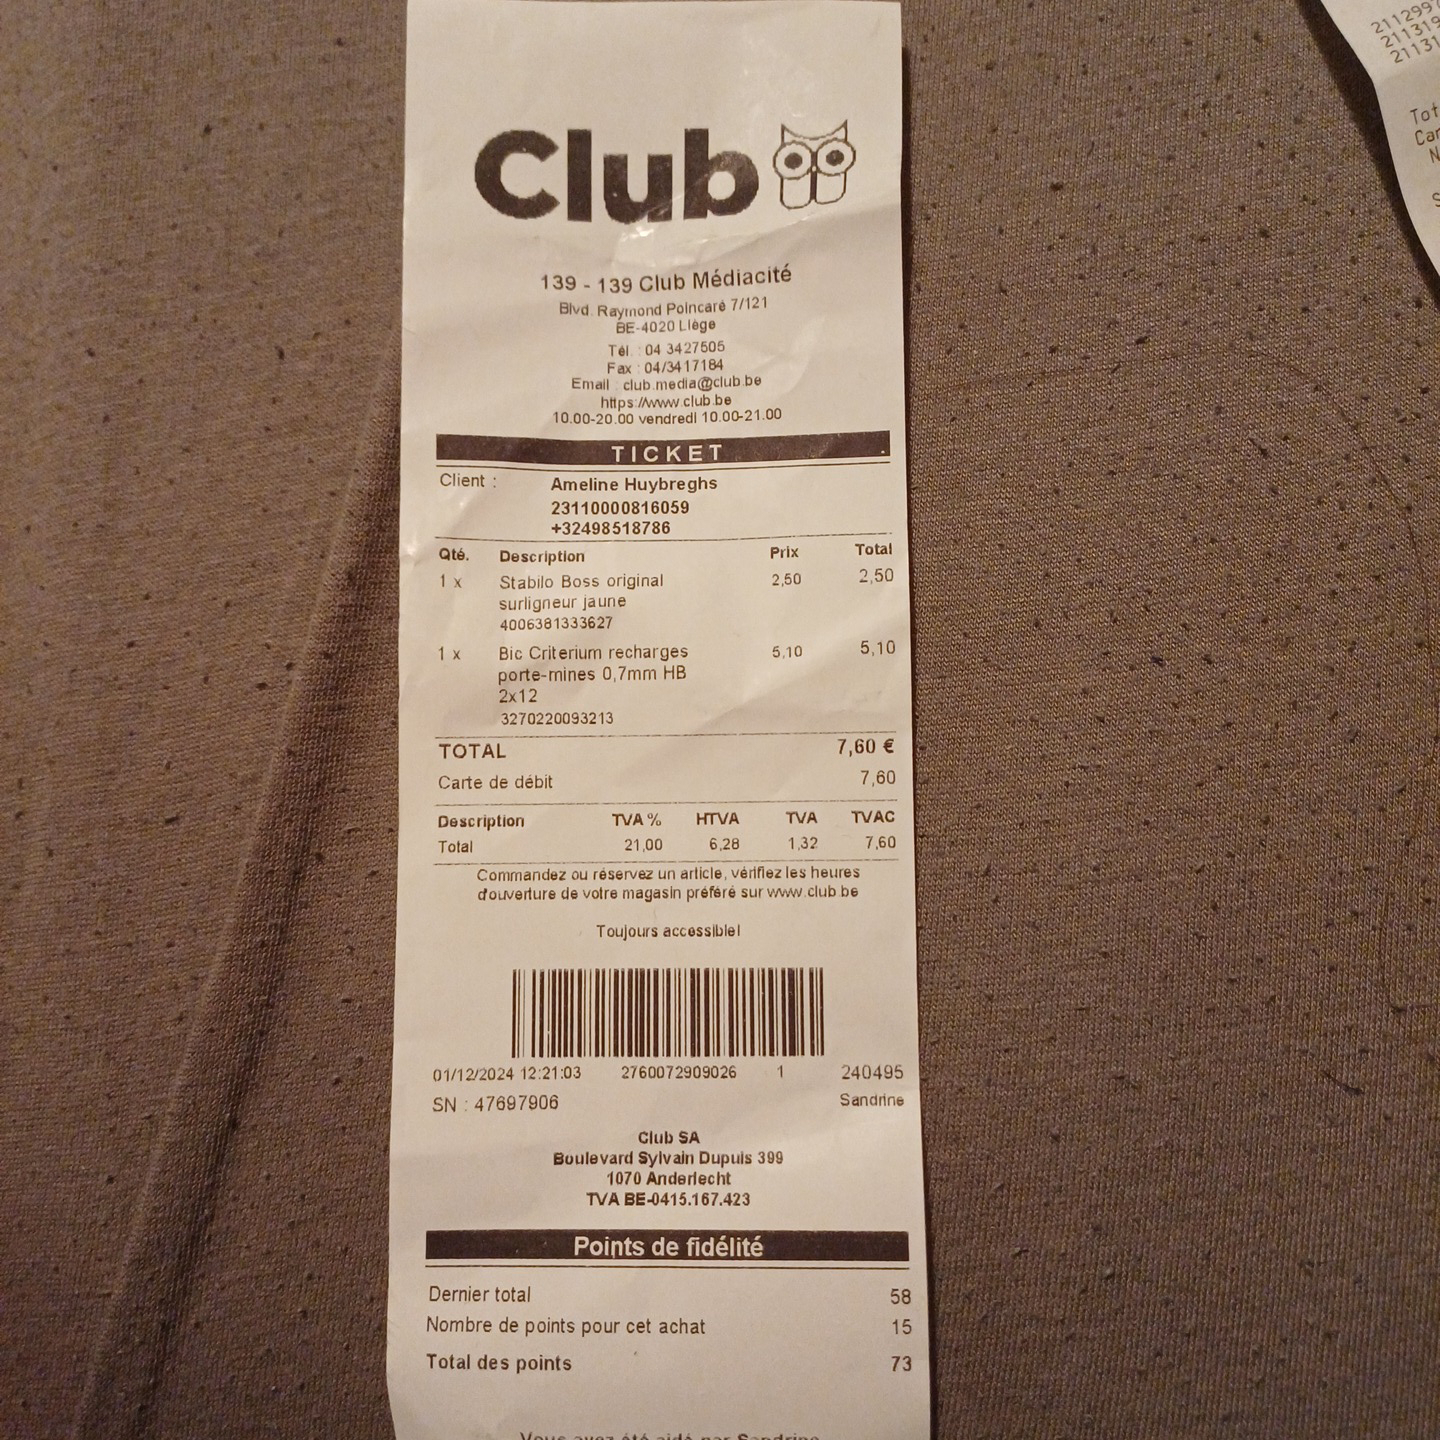 Club
139 - 139 Club Médiacité
Blvd. Raymond Poincaré 7/121
BE-4020 Liège
Tél. : 04 3427505
Fax : 04/3417184
Email : club.media@club.be
https://www.club.be
10.00-20.00 vendredi 10.00-21.00
TICKET
Client : Ameline Huybreghs
23110000816059
+32498518786
Qté. Description Prix Total
1 x Stabilo Boss original 2,50 2,50
surligneur jaune
4006381333627
1 x Bic Criterium recharges 5,10 5,10
porte-mines 0,7mm HB
2x12
3270220093213
TOTAL 7,60 €
Carte de débit 7,60
Description TVA % HTVA TVA TVAC
Total 21,00 6,28 1,32 7,60
Commandez ou réservez un article, vérifiez les heures
d'ouverture de votre magasin préféré sur www.club.be
Toujours accessible!
01/12/2024 12:21:03 2760072909026 1 240495
SN : 47697906 Sandrine
Club SA
Boulevard Sylvain Dupuis 399
1070 Anderlecht
TVA BE-0415.167.423
Points de fidélité
Dernier total 58
Nombre de points pour cet achat 15
Total des points 73
Vous avez été aidé par Sandrine